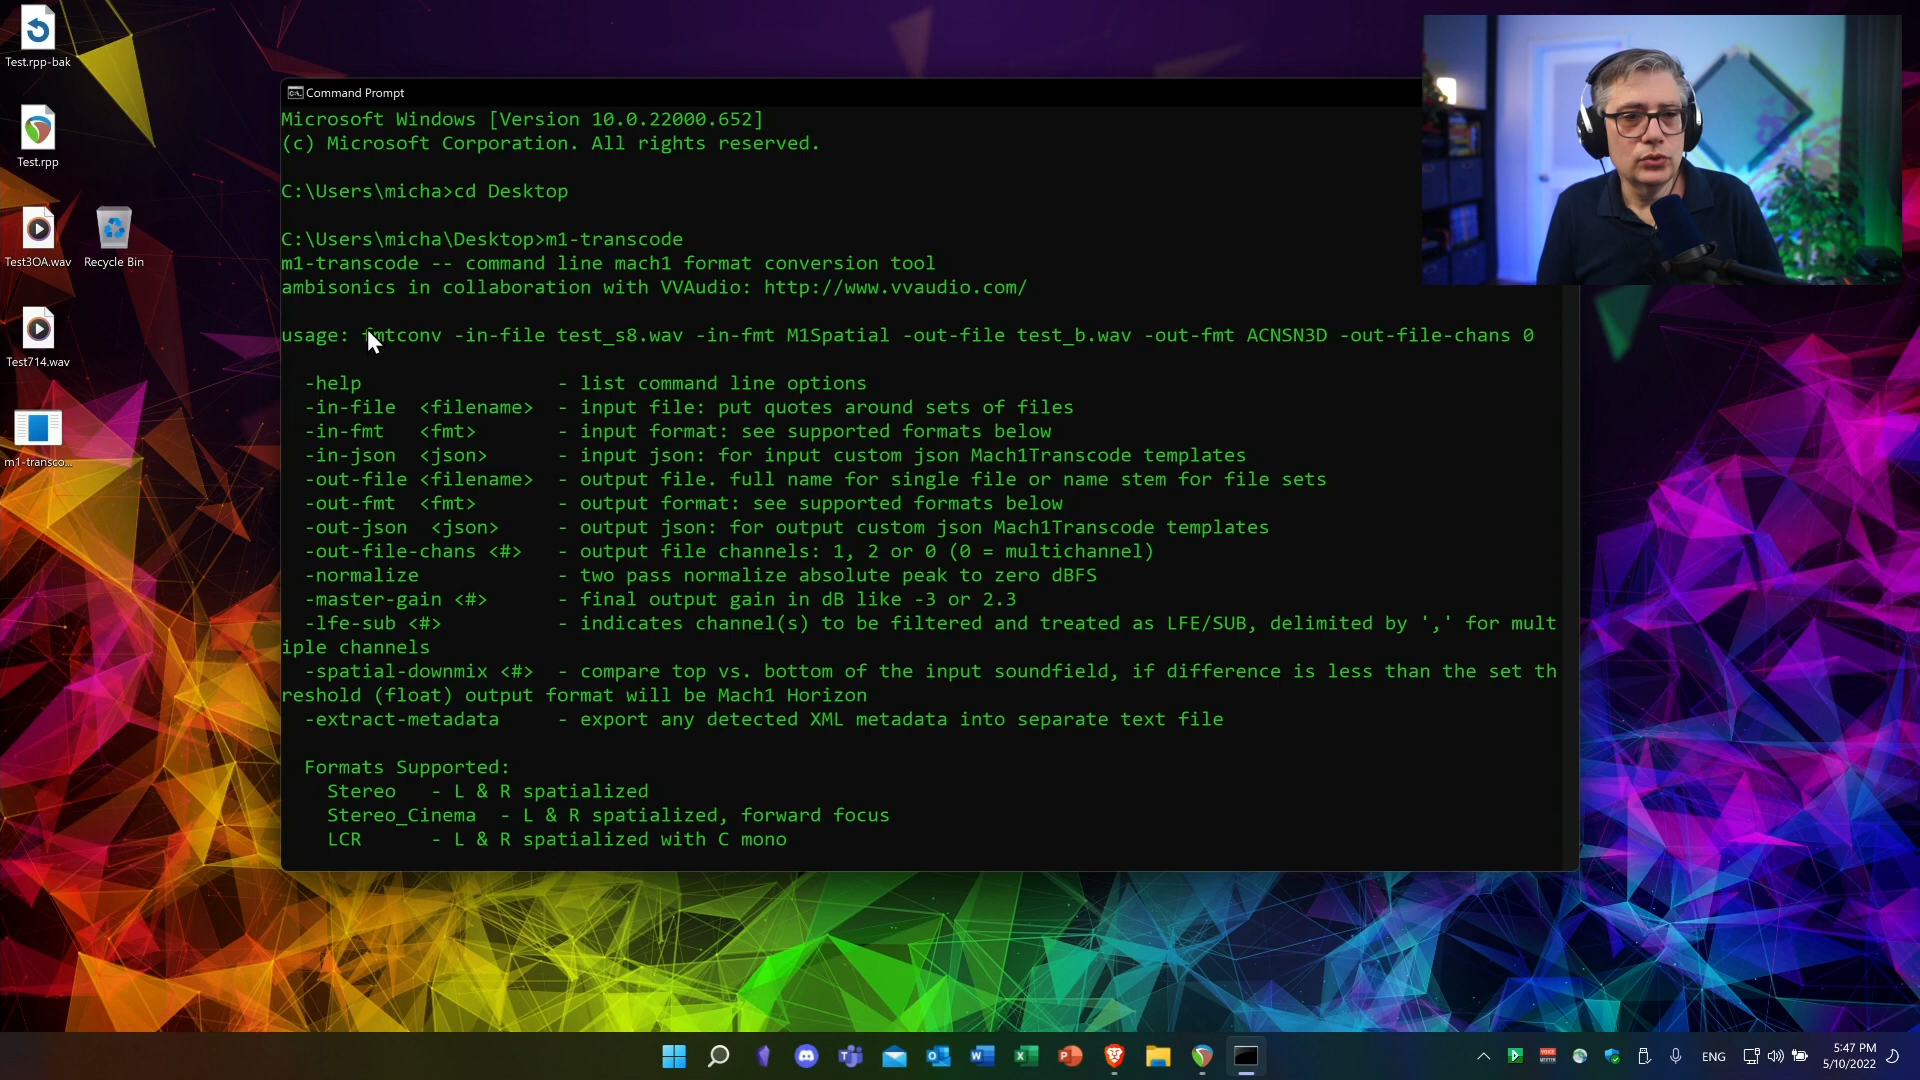 Test.rpp-bak
Test.rpp
Test3OA.wav
Recycle Bin
Test714.wav
m1-transco...
Command Prompt
Microsoft Windows [Version 10.0.22000.652]
(c) Microsoft Corporation. All rights reserved.
C:\Users\micha>cd Desktop
C:\Users\micha\Desktop>m1-transcode
m1-transcode -- command line mach1 format conversion tool
ambisonics in collaboration with VVAudio: http://www.vvaudio.com/
usage: fmtconv -in-file test_s8.wav -in-fmt M1Spatial -out-file test_b.wav -out-fmt ACNSN3D -out-file-chans 0
-help - list command line options
-in-file <filename> - input file: put quotes around sets of files
-in-fmt <fmt> - input format: see supported formats below
-in-json <json> - input json: for input custom json Mach1Transcode templates
-out-file <filename> - output file. full name for single file or name stem for file sets
-out-fmt <fmt> - output format: see supported formats below
-out-json <json> - output json: for output custom json Mach1Transcode templates
-out-file-chans <#> - output file channels: 1, 2 or 0 (0 = multichannel)
-normalize - two pass normalize absolute peak to zero dBFS
-master-gain <#> - final output gain in dB like -3 or 2.3
-lfe-sub <#> - indicates channel(s) to be filtered and treated as LFE/SUB, delimited by ',' for mult
iple channels
-spatial-downmix <#> - compare top vs. bottom of the input soundfield, if difference is less than the set th
reshold (float) output format will be Mach1 Horizon
-extract-metadata - export any detected XML metadata into separate text file
Formats Supported:
Stereo - L & R spatialized
Stereo_Cinema - L & R spatialized, forward focus
LCR - L & R spatialized with C mono
ENG
5:47 PM
5/10/2022